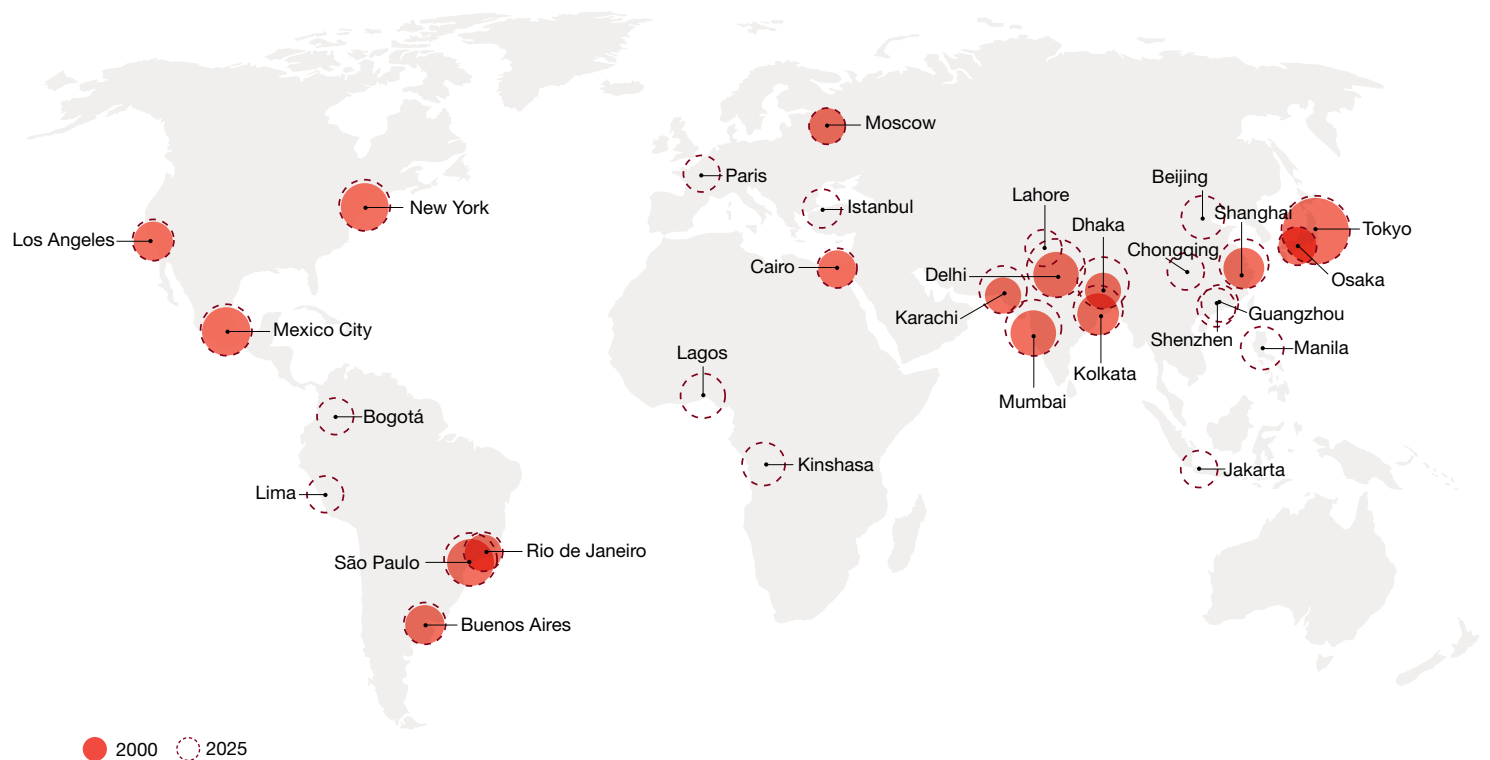 Moscow
Paris
Beijing
Lahore
Istanbul
New York
Shanghai
Dhaka
Tokyo
Los Angeles
Chongqing
Cairo
Delhi
Osaka
Guangzhou
Karachi
Mexico City
Shenzhen
Manila
Lagos
Kolkata
Mumbai
Bogotá
Kinshasa
Jakarta
Lima
Rio de Janeiro
São Paulo
Buenos Aires
2000
2025